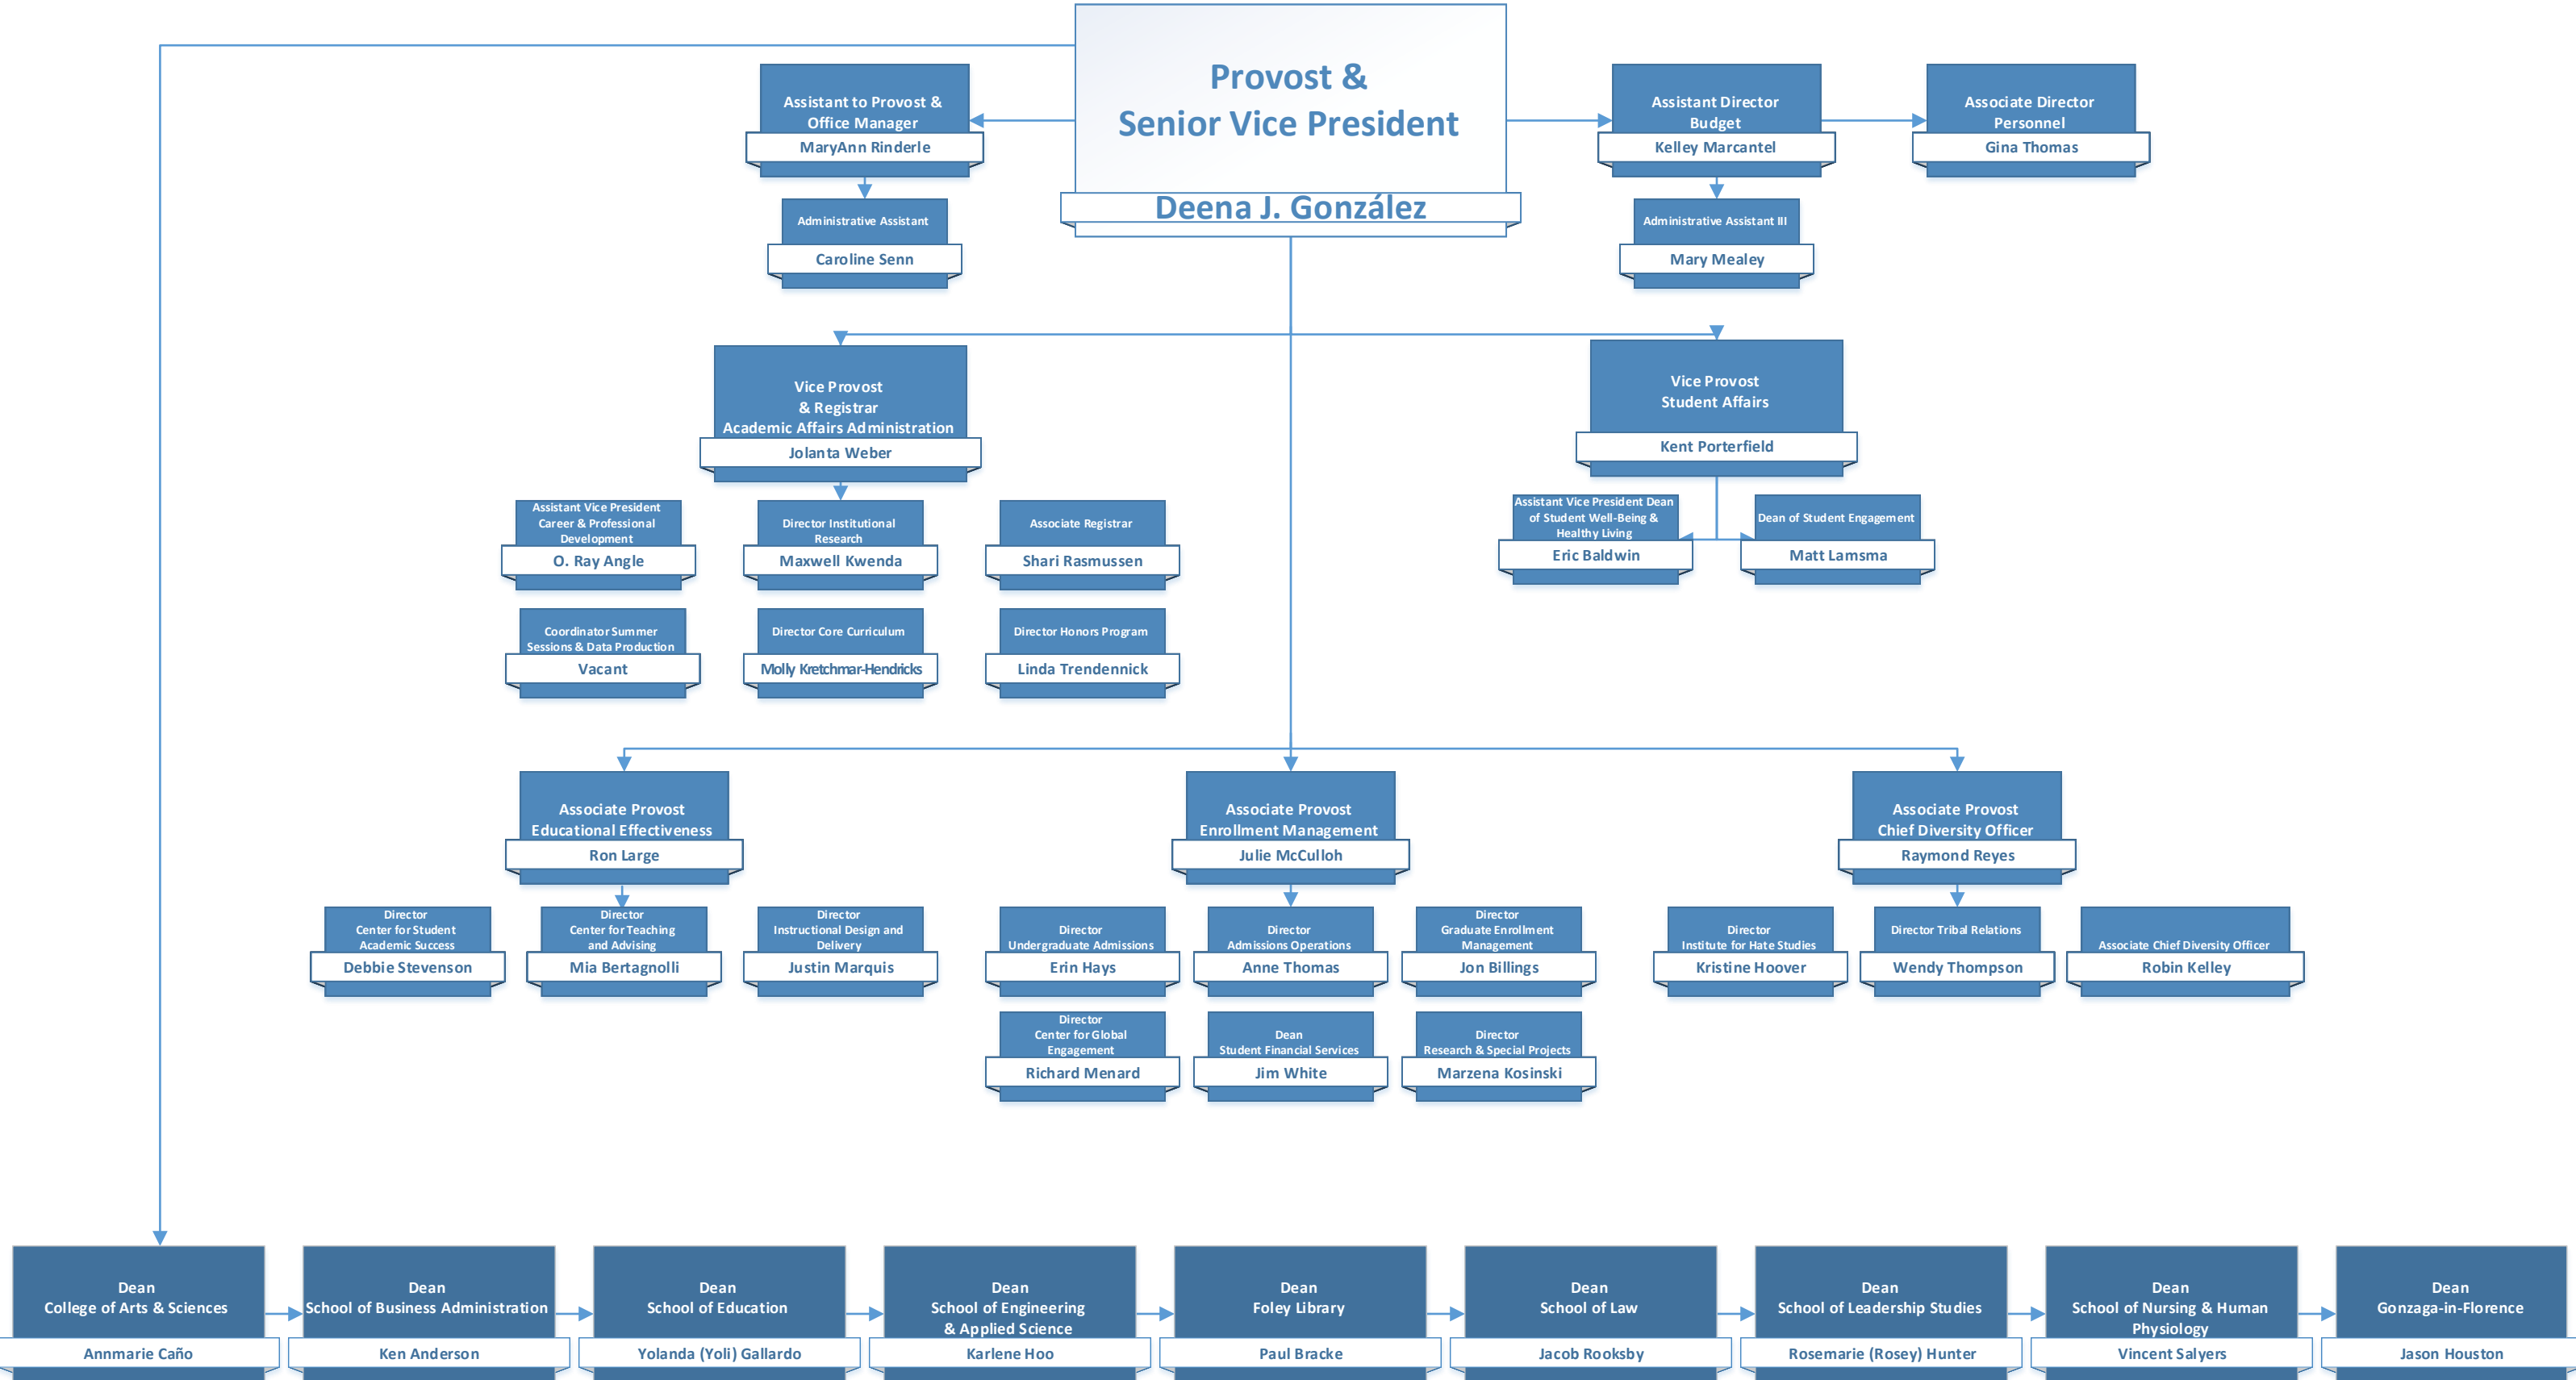 Provost &
Senior Vice President
Deena J. González
Assistant to Provost &
Office Manager
MaryAnn Rinderle
Administrative Assistant
Caroline Senn
Assistant Director
Budget
Kelley Marcantel
Associate Director
Personnel
Gina Thomas
Administrative Assistant III
Mary Mealey
Vice Provost
& Registrar
Academic Affairs Administration
Jolanta Weber
Vice Provost
Student Affairs
Kent Porterfield
Assistant Vice President
Career & Professional
Development
O. Ray Angle
Director Institutional
Research
Maxwell Kwenda
Associate Registrar
Shari Rasmussen
Assistant Vice President Dean
of Student Well-Being &
Healthy Living
Eric Baldwin
Dean of Student Engagement
Matt Lamsma
Coordinator Summer
Sessions & Data Production
Vacant
Director Core Curriculum
Molly Kretchmar-Hendricks
Director Honors Program
Linda Trendennick
Associate Provost
Educational Effectiveness
Ron Large
Associate Provost
Enrollment Management
Julie McCulloh
Associate Provost
Chief Diversity Officer
Raymond Reyes
Director
Center for Student
Academic Success
Debbie Stevenson
Director
Center for Teaching
and Advising
Mia Bertagnolli
Director
Instructional Design and
Delivery
Justin Marquis
Director
Undergraduate Admissions
Erin Hays
Director
Admissions Operations
Anne Thomas
Director
Graduate Enrollment
Management
Jon Billings
Director
Institute for Hate Studies
Kristine Hoover
Director Tribal Relations
Wendy Thompson
Associate Chief Diversity Officer
Robin Kelley
Director
Center for Global
Engagement
Richard Menard
Dean
Student Financial Services
Jim White
Director
Research & Special Projects
Marzena Kosinski
Dean
College of Arts & Sciences
Annmarie Caño
Dean
School of Business Administration
Ken Anderson
Dean
School of Education
Yolanda (Yoli) Gallardo
Dean
School of Engineering
& Applied Science
Karlene Hoo
Dean
Foley Library
Paul Bracke
Dean
School of Law
Jacob Rooksby
Dean
School of Leadership Studies
Rosemarie (Rosey) Hunter
Dean
School of Nursing & Human
Physiology
Vincent Salyers
Dean
Gonzaga-in-Florence
Jason Houston